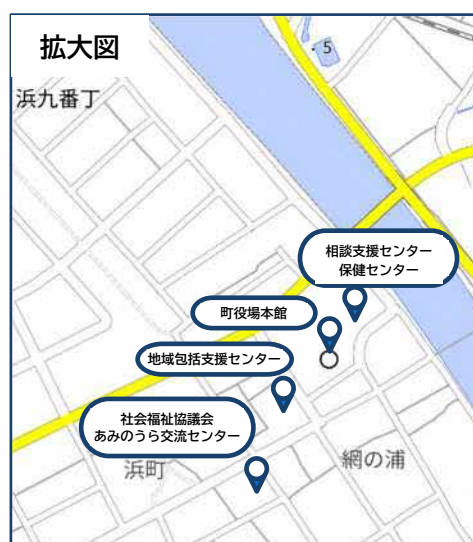 拡大図
5
浜九番丁
相談支援センター
保健センター
町役場本館
地域包括支援センター
社会福祉協議会
あみのうら交流センター
網の浦
浜町